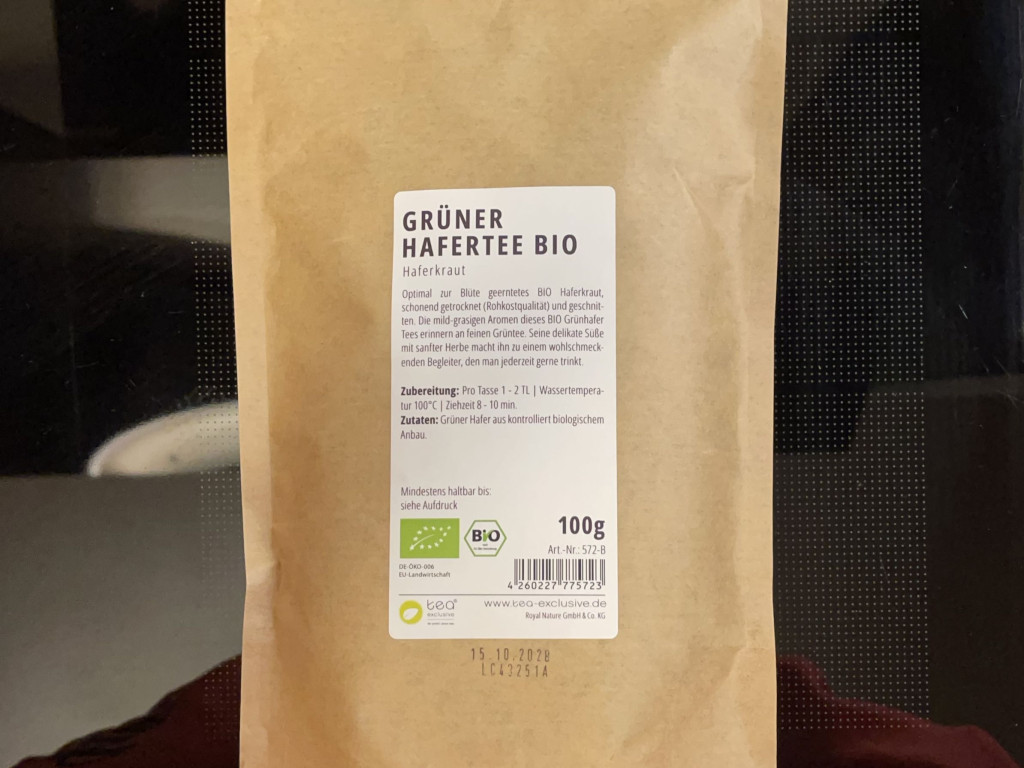 GRÜNER
HAFERTEE BIO
Haferkraut
Optimal zur Blüte geerntetes BIO Haferkraut,
schonend getrocknet (Rohkostqualität) und geschnit-
ten. Die mild-grasigen Aromen dieses BIO Grünhafer
Tees erinnern an feinen Grüntee. Seine delikate Süße
mit sanfter Herbe macht ihn zu einem wohlschmeck-
enden Begleiter, den man jederzeit gerne trinkt.
Zubereitung: Pro Tasse 1 - 2 TL | Wassertempera-
tur 100°C | Ziehzeit 8 - 10 min.
Zutaten: Grüner Hafer aus kontrolliert biologischem
Anbau.
Mindestens haltbar bis:
siehe Aufdruck
Bio
100g
Art.-Nr.: 572-B
DE-ÖKO-006
EU-Landwirtschaft
4 260227 775723
tea®
exclusive
www.tea-exclusive.de
Royal Nature GmbH & Co. KG
15.10.2028
LC43251A